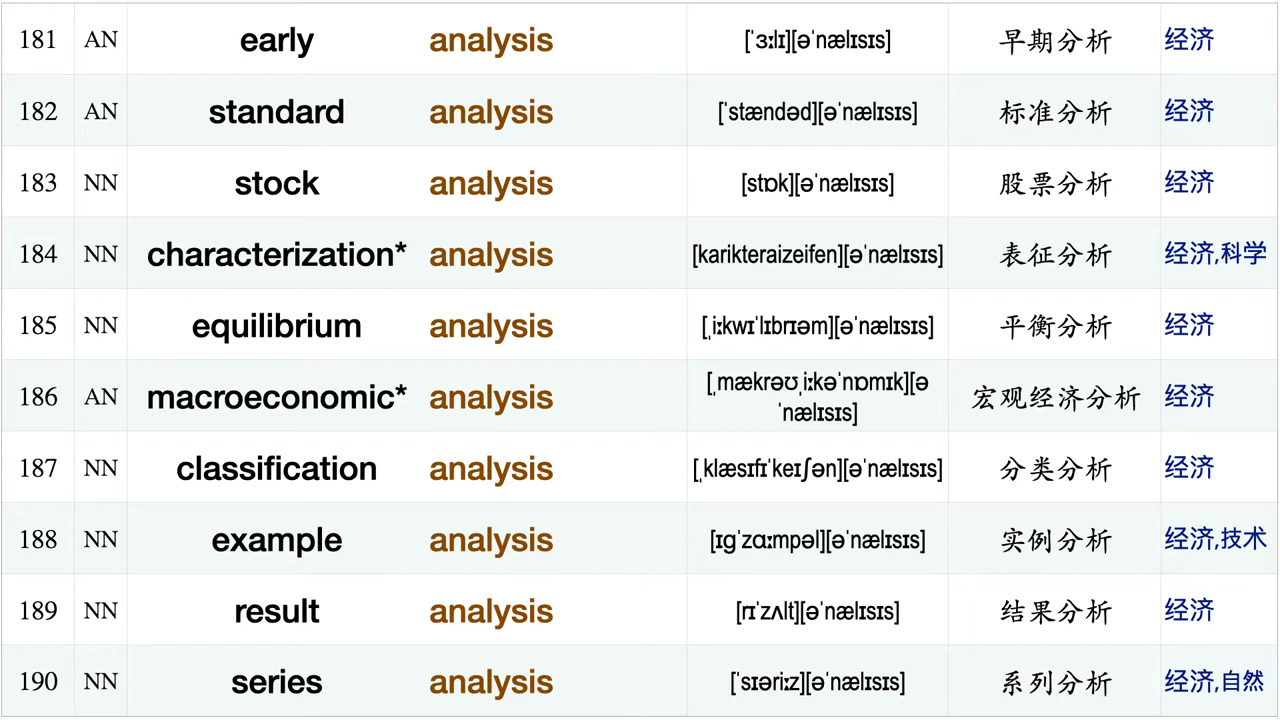 181 AN early analysis [ˈɜːlɪ][əˈnælɪsɪs] 早期分析 经济
182 AN standard analysis [ˈstændəd][əˈnælɪsɪs] 标准分析 经济
183 NN stock analysis [stɒk][əˈnælɪsɪs] 股票分析 经济
184 NN characterization* analysis [karikteraizeifen][əˈnælɪsɪs] 表征分析 经济,科学
185 NN equilibrium analysis [ˌiːkwɪˈlɪbrɪəm][əˈnælɪsɪs] 平衡分析 经济
186 AN macroeconomic* analysis [ˌmækrəʊˌiːkəˈnɒmɪk][ə
ˈnælɪsɪs] 宏观经济分析 经济
187 NN classification analysis [ˌklæsɪfɪˈkeɪʃən][əˈnælɪsɪs] 分类分析 经济
188 NN example analysis [ɪgˈzɑːmpəl][əˈnælɪsɪs] 实例分析 经济,技术
189 NN result analysis [rɪˈzʌlt][əˈnælɪsɪs] 结果分析 经济
190 NN series analysis [ˈsɪəriːz][əˈnælɪsɪs] 系列分析 经济,自然